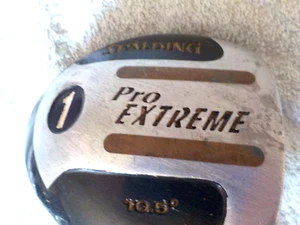 SPALDING
1
Pro
EXTREME
10.5°